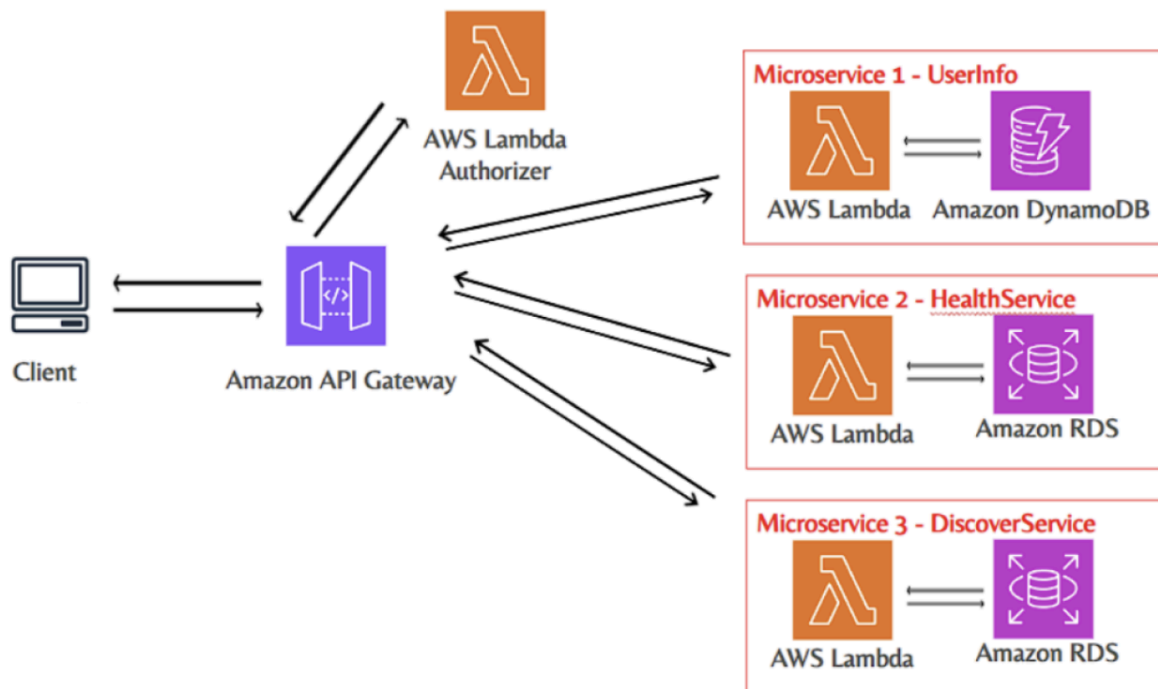 AWS Lambda
Authorizer
Client
</>
Amazon API Gateway
Microservice 1 - UserInfo
AWS Lambda
Amazon DynamoDB
Microservice 2 - HealthService
AWS Lambda
Amazon RDS
Microservice 3 - DiscoverService
AWS Lambda
Amazon RDS